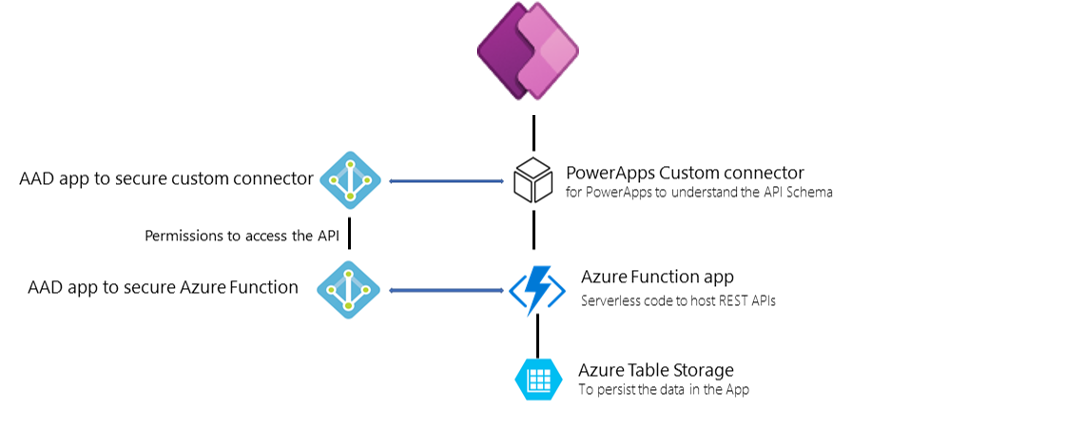 AAD app to secure custom connector
PowerApps Custom connector
for PowerApps to understand the API Schema
Permissions to access the API
AAD app to secure Azure Function
Azure Function app
Serverless code to host REST APIs
Azure Table Storage
To persist the data in the App